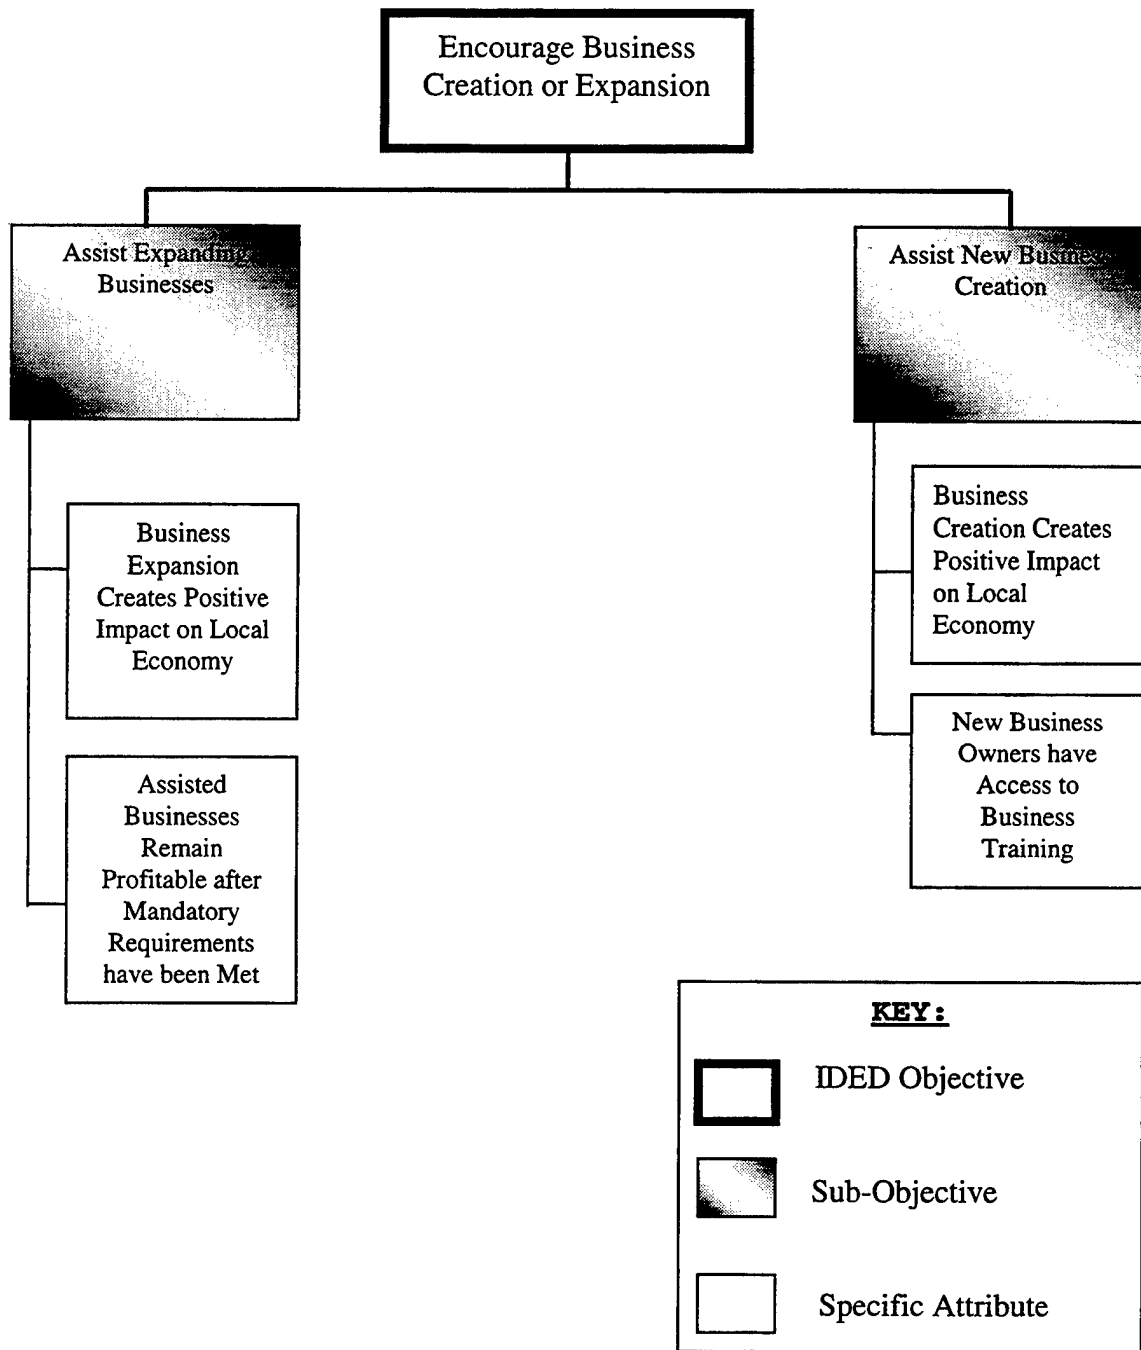 Encourage Business
Creation or Expansion
Assist Expanding
Businesses
Assist New Business
Creation
Business
Expansion
Creates Positive
Impact on Local
Economy
Assisted
Businesses
Remain
Profitable after
Mandatory
Requirements
have been Met
Business
Creation Creates
Positive Impact
on Local
Economy
New Business
Owners have
Access to
Business
Training
KEY:
IDED Objective
Sub-Objective
Specific Attribute